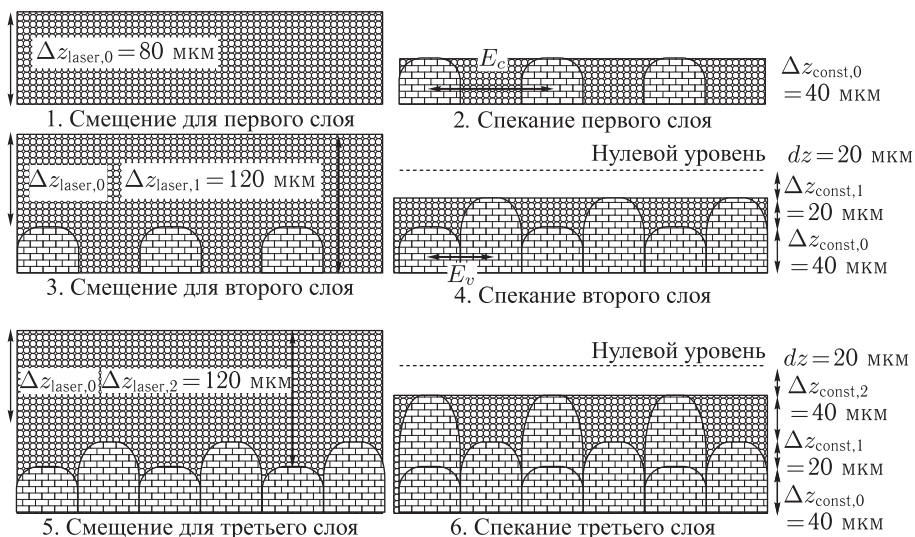 Δz_laser,0 = 80 мкм
E_c
Δz_const,0
= 40 мкм
1. Смещение для первого слоя
2. Спекание первого слоя
Нулевой уровень
dz = 20 мкм
Δz_laser,0
Δz_laser,1 = 120 мкм
Δz_const,1
= 20 мкм
Δz_const,0
= 40 мкм
E_v
3. Смещение для второго слоя
4. Спекание второго слоя
Нулевой уровень
dz = 20 мкм
Δz_laser,0
Δz_laser,2 = 120 мкм
Δz_const,2
= 40 мкм
Δz_const,1
= 20 мкм
Δz_const,0
= 40 мкм
5. Смещение для третьего слоя
6. Спекание третьего слоя